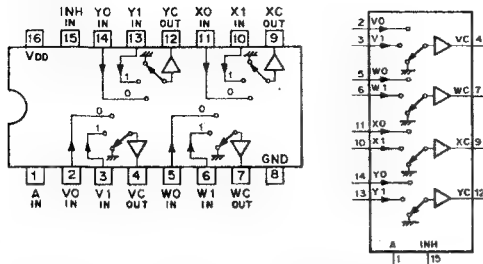 INH YO Y1 YC XO X1 XC
IN IN IN OUT IN IN OUT
16 15 14 13 12 11 10 9
VDD
1 1
0 0
0 0
1 1
GND
1 2 3 4 5 6 7 8
A VO V1 VC WO W1 WC
IN IN IN OUT IN IN OUT
2 VO
3 V1 VC 4
5 WO
6 W1 WC 7
11 XO
10 X1 XC 9
14 YO
13 Y1 YC 12
A INH
1 15